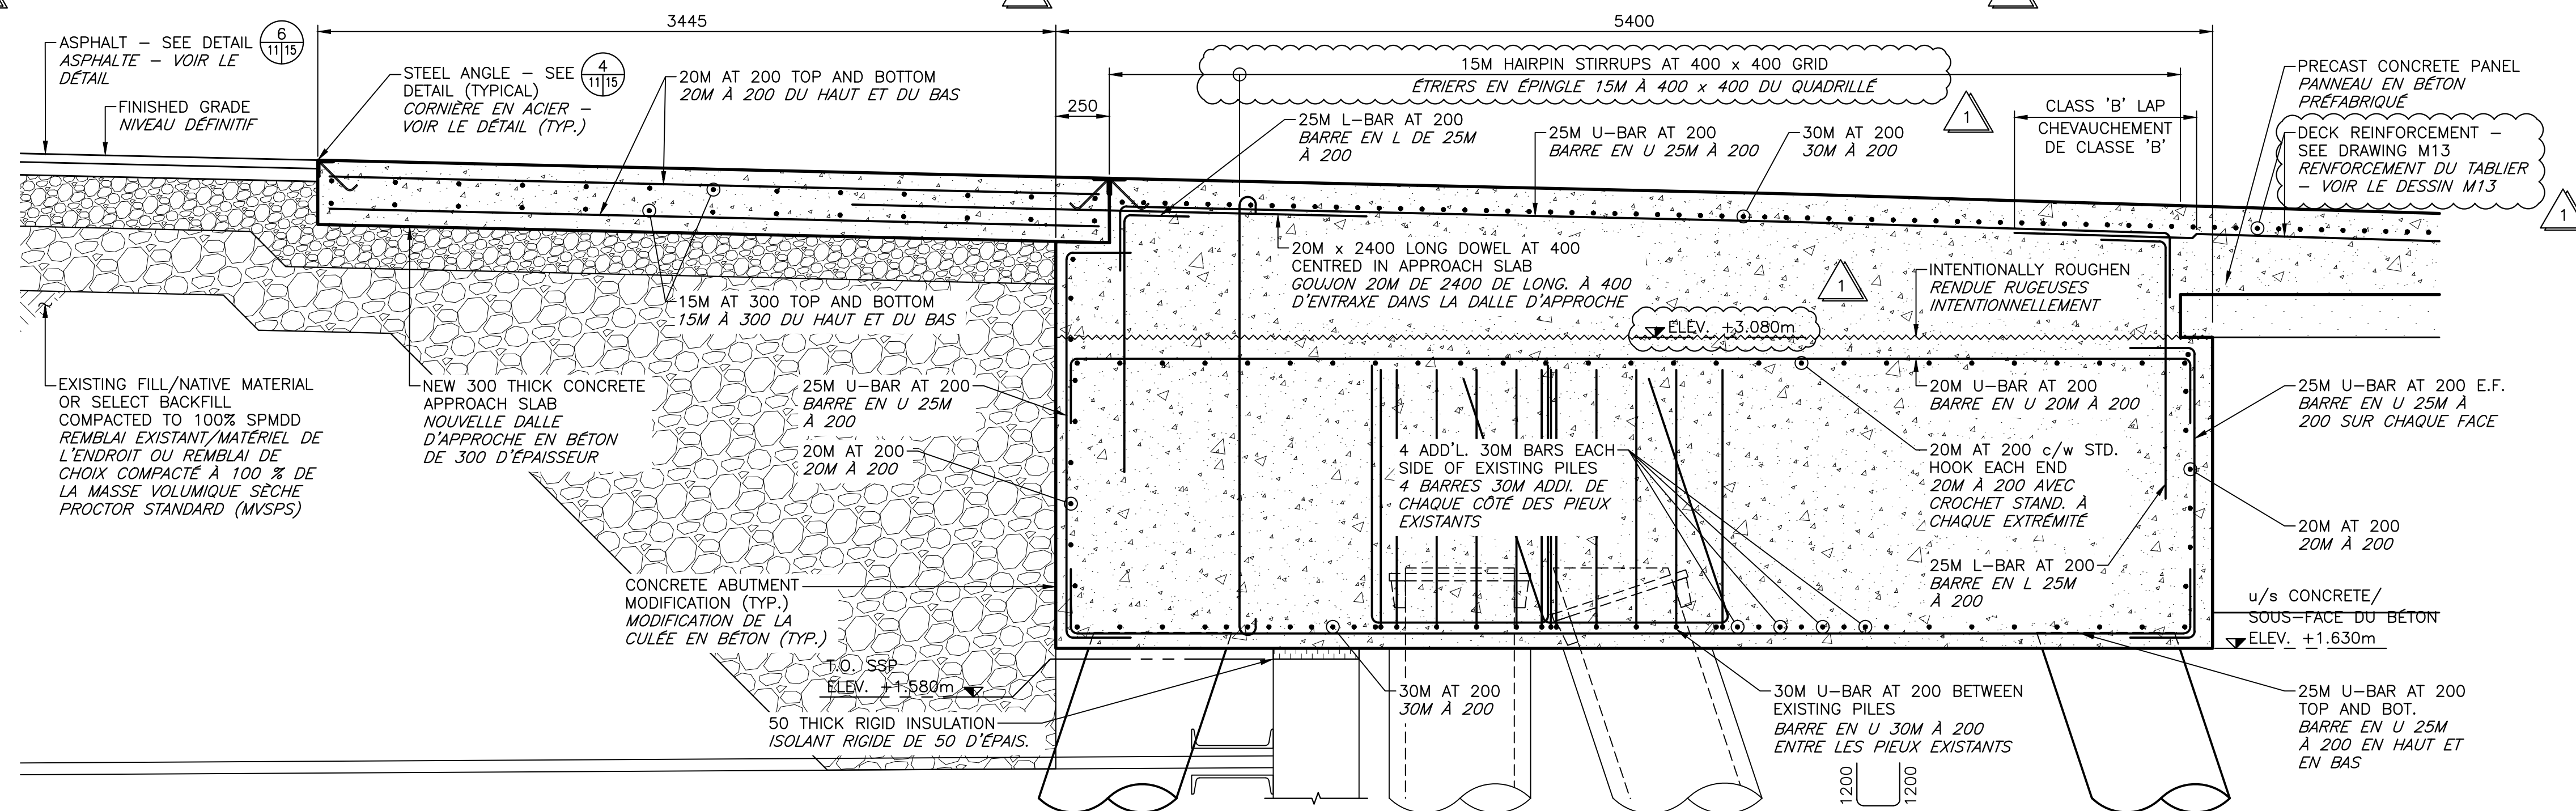 3445
5400
ASPHALT – SEE DETAIL
ASPHALTE – VOIR LE
DÉTAIL
6
11 15
FINISHED GRADE
NIVEAU DÉFINITIF
STEEL ANGLE – SEE
DETAIL (TYPICAL)
CORNIÈRE EN ACIER –
VOIR LE DÉTAIL (TYP.)
4
11 15
20M AT 200 TOP AND BOTTOM
20M À 200 DU HAUT ET DU BAS
250
15M HAIRPIN STIRRUPS AT 400 x 400 GRID
ÉTRIERS EN ÉPINGLE 15M À 400 x 400 DU QUADRILLÉ
1
25M L–BAR AT 200
BARRE EN L DE 25M
À 200
25M U–BAR AT 200
BARRE EN U 25M À 200
30M AT 200
30M À 200
CLASS 'B' LAP
CHEVAUCHEMENT
DE CLASSE 'B'
PRECAST CONCRETE PANEL
PANNEAU EN BÉTON
PRÉFABRIQUÉ
DECK REINFORCEMENT –
SEE DRAWING M13
RENFORCEMENT DU TABLIER
– VOIR LE DESSIN M13
1
20M x 2400 LONG DOWEL AT 400
CENTRED IN APPROACH SLAB
GOUJON 20M DE 2400 DE LONG. À 400
D'ENTRAXE DANS LA DALLE D'APPROCHE
1
INTENTIONALLY ROUGHEN
RENDUE RUGEUSES
INTENTIONNELLEMENT
15M AT 300 TOP AND BOTTOM
15M À 300 DU HAUT ET DU BAS
ELEV. +3.080m
EXISTING FILL/NATIVE MATERIAL
OR SELECT BACKFILL
COMPACTED TO 100% SPMDD
REMBLAI EXISTANT/MATÉRIEL DE
L'ENDROIT OU REMBLAI DE
CHOIX COMPACTÉ À 100 % DE
LA MASSE VOLUMIQUE SÈCHE
PROCTOR STANDARD (MVSPS)
NEW 300 THICK CONCRETE
APPROACH SLAB
NOUVELLE DALLE
D'APPROCHE EN BÉTON
DE 300 D'ÉPAISSEUR
25M U–BAR AT 200
BARRE EN U 25M
À 200
20M AT 200
20M À 200
4 ADD'L. 30M BARS EACH
SIDE OF EXISTING PILES
4 BARRES 30M ADDI. DE
CHAQUE CÔTÉ DES PIEUX
EXISTANTS
20M U–BAR AT 200
BARRE EN U 20M À 200
20M AT 200 c/w STD.
HOOK EACH END
20M À 200 AVEC
CROCHET STAND. À
CHAQUE EXTRÉMITÉ
25M L–BAR AT 200
BARRE EN L 25M
À 200
25M U–BAR AT 200 E.F.
BARRE EN U 25M À
200 SUR CHAQUE FACE
20M AT 200
20M À 200
CONCRETE ABUTMENT
MODIFICATION (TYP.)
MODIFICATION DE LA
CULÉE EN BÉTON (TYP.)
u/s CONCRETE/
SOUS–FACE DU BÉTON
ELEV. +1.630m
T.O. SSP
ELEV. +1.580m
50 THICK RIGID INSULATION
ISOLANT RIGIDE DE 50 D'ÉPAIS.
30M AT 200
30M À 200
30M U–BAR AT 200 BETWEEN
EXISTING PILES
BARRE EN U 30M À 200
ENTRE LES PIEUX EXISTANTS
1200
1200
25M U–BAR AT 200
TOP AND BOT.
BARRE EN U 25M
À 200 EN HAUT ET
EN BAS